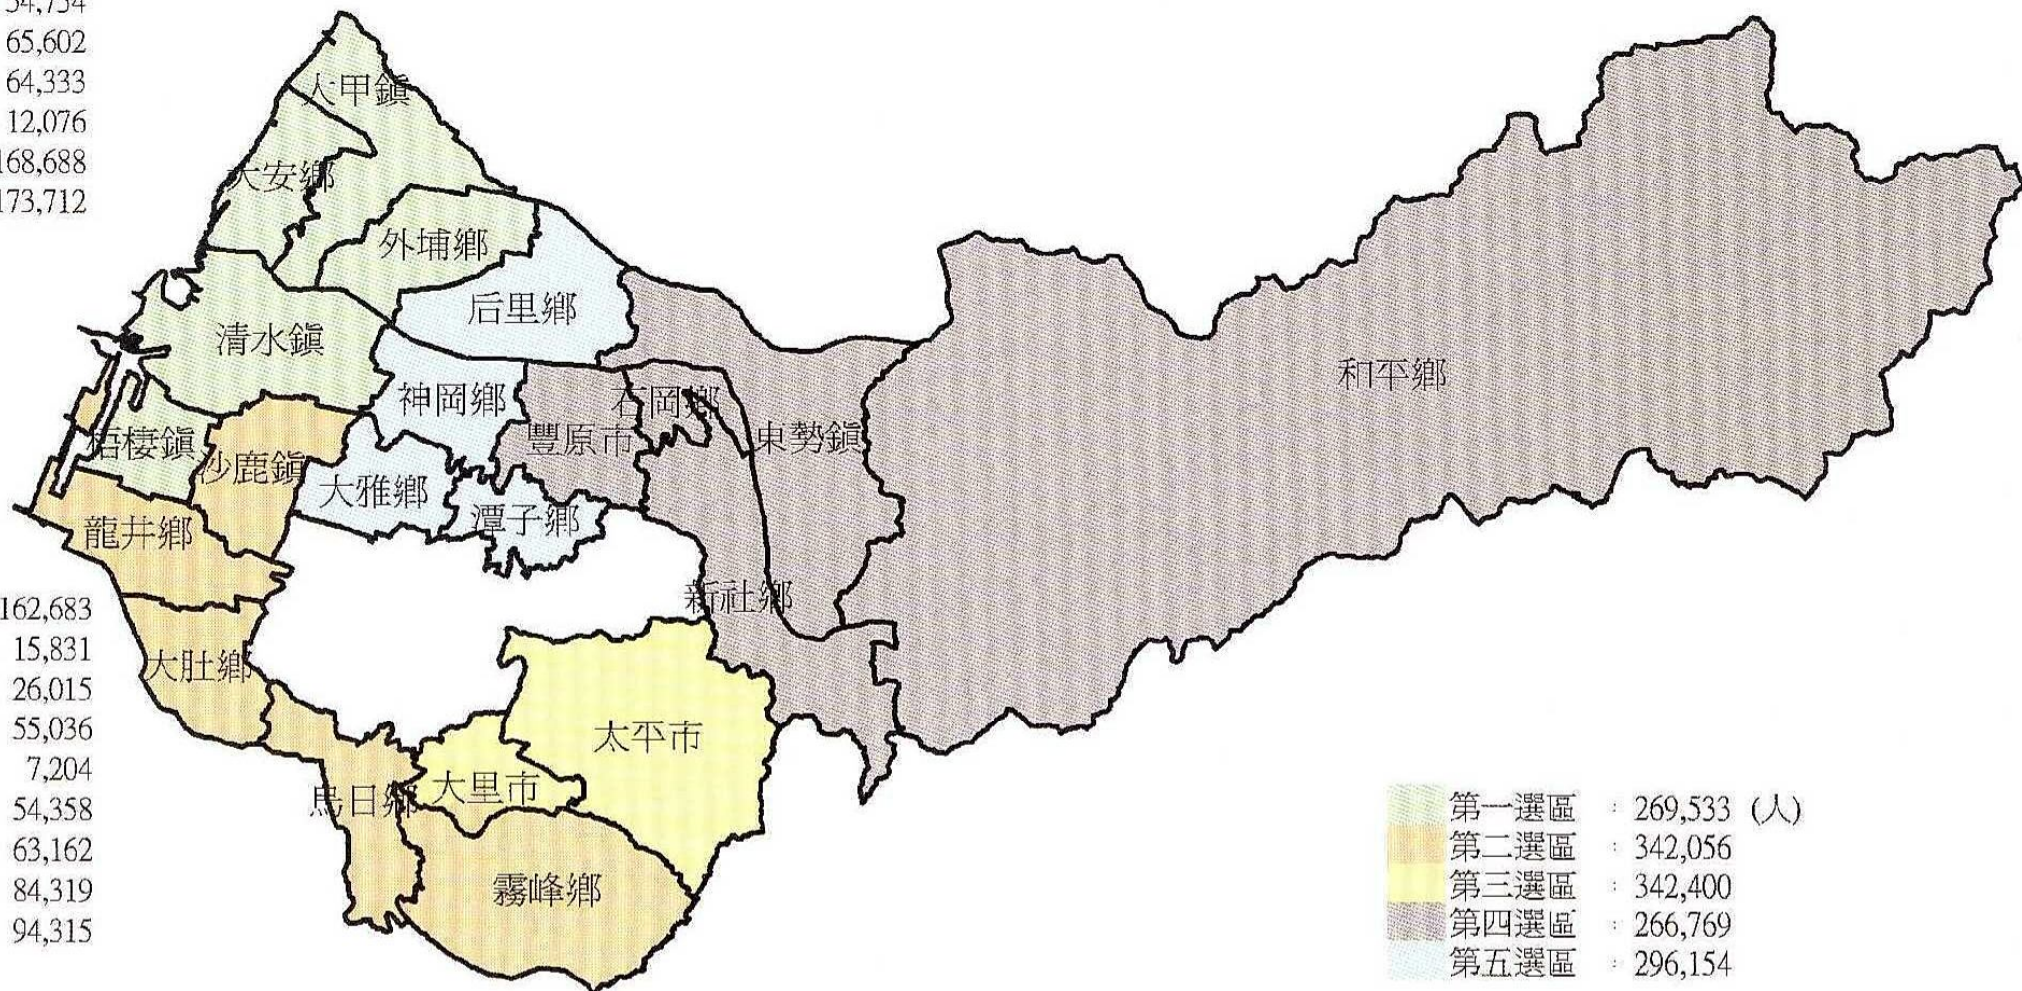 54,754
65,602
64,333
12,076
168,688
173,712
大甲鎮
大安鄉
外埔鄉
后里鄉
清水鎮
和平鄉
神岡鄉
石岡鄉
梧棲鎮
沙鹿鎮
豐原市
東勢鎮
大雅鄉
潭子鄉
龍井鄉
新社鄉
162,683
15,831
26,015
55,036
7,204
54,358
63,162
84,319
94,315
大肚鄉
太平市
大里市
烏日鄉
霧峰鄉
第一選區 : 269,533 (人)
第二選區 : 342,056
第三選區 : 342,400
第四選區 : 266,769
第五選區 : 296,154